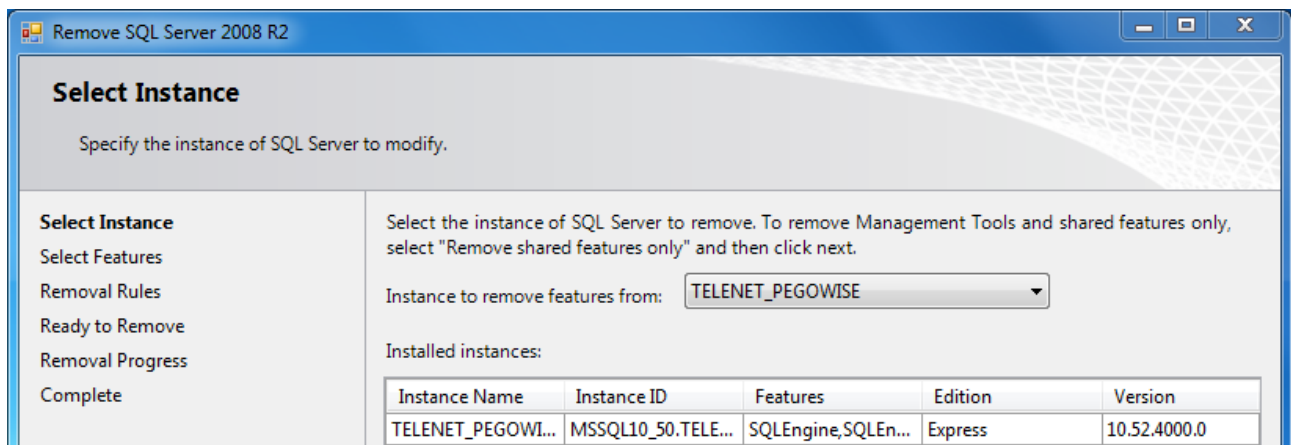 Remove SQL Server 2008 R2
Select Instance
Specify the instance of SQL Server to modify.
Select Instance
Select Features
Removal Rules
Ready to Remove
Removal Progress
Complete
Select the instance of SQL Server to remove. To remove Management Tools and shared features only,
select "Remove shared features only" and then click next.
Instance to remove features from: TELENET_PEGOWISE
Installed instances:
Instance Name Instance ID Features Edition Version
TELENET_PEGOWI... MSSQL10_50.TELE... SQLEngine,SQLEn... Express 10.52.4000.0